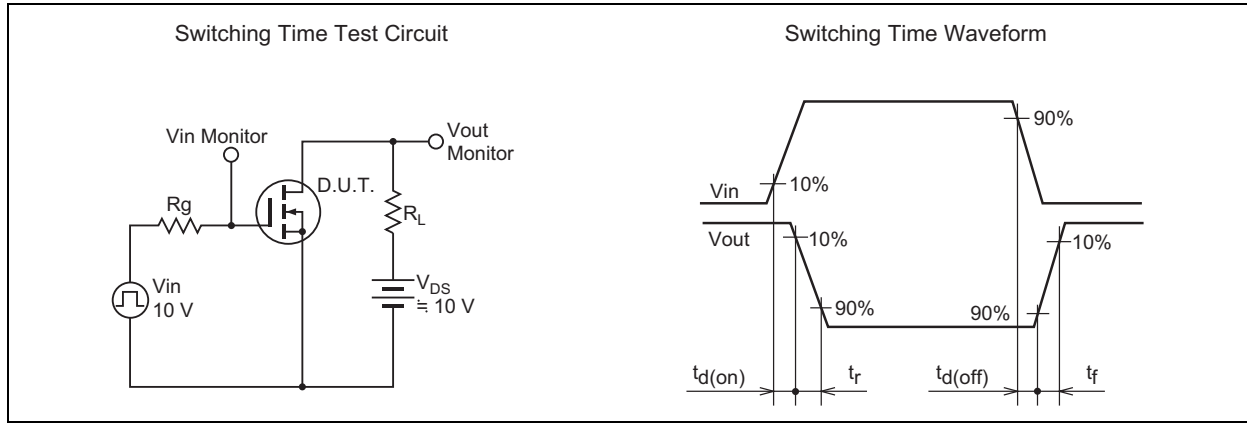 Switching Time Test Circuit
Vin Monitor
Vout
Monitor
D.U.T.
Rg
RL
Vin
10 V
VDS
≒ 10 V
Switching Time Waveform
90%
10%
Vin
Vout
10%
10%
90%
90%
td(on)
tr
td(off)
tf